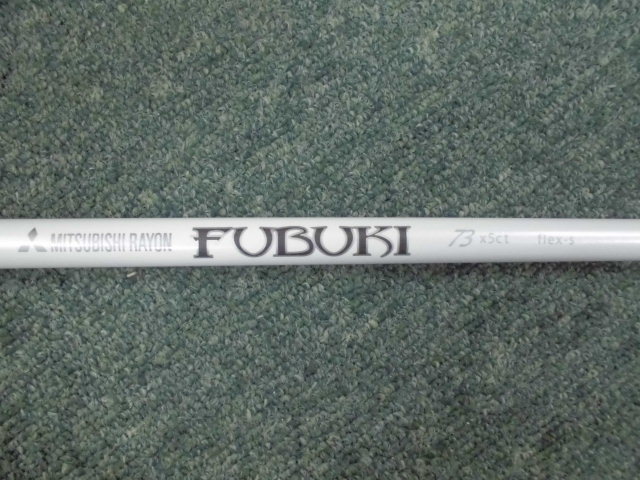 MITSUBISHI RAYON FUBUKI 73 x5ct flex-s